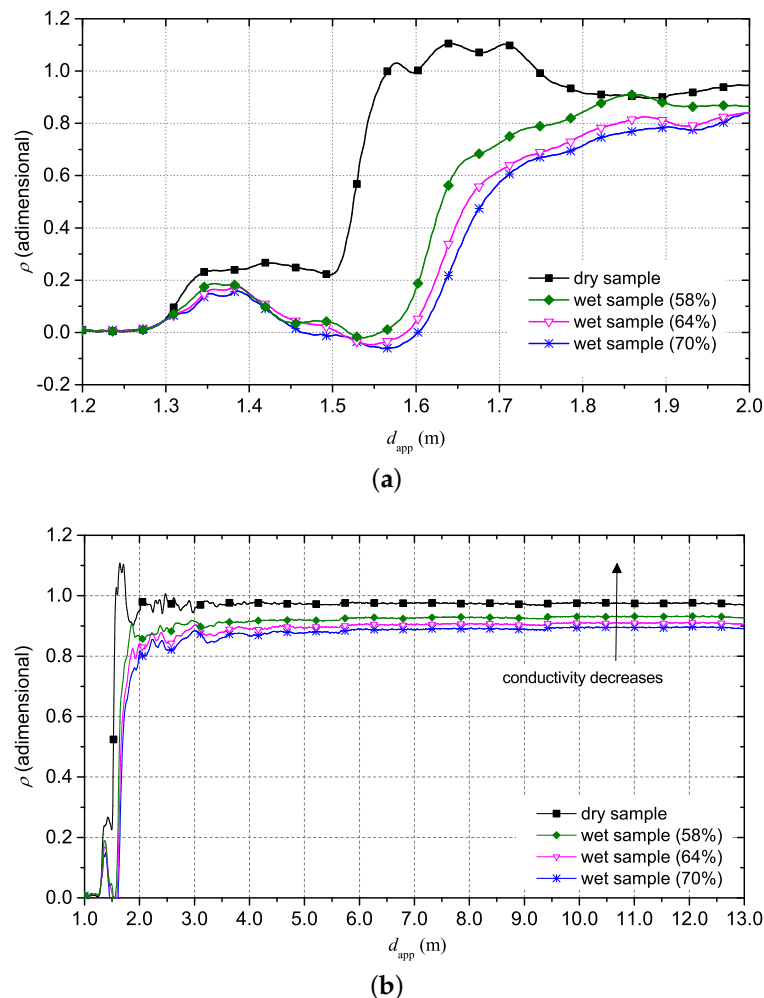 1.2
1.0
0.8
0.6
0.4
0.2
0.0
-0.2
ρ (adimensional)
dry sample
wet sample (58%)
wet sample (64%)
wet sample (70%)
1.2 1.3 1.4 1.5 1.6 1.7 1.8 1.9 2.0
d_app (m)
(a)
1.2
1.0
0.8
0.6
0.4
0.2
0.0
ρ (adimensional)
conductivity decreases
dry sample
wet sample (58%)
wet sample (64%)
wet sample (70%)
1.0 2.0 3.0 4.0 5.0 6.0 7.0 8.0 9.0 10.0 11.0 12.0 13.0
d_app (m)
(b)